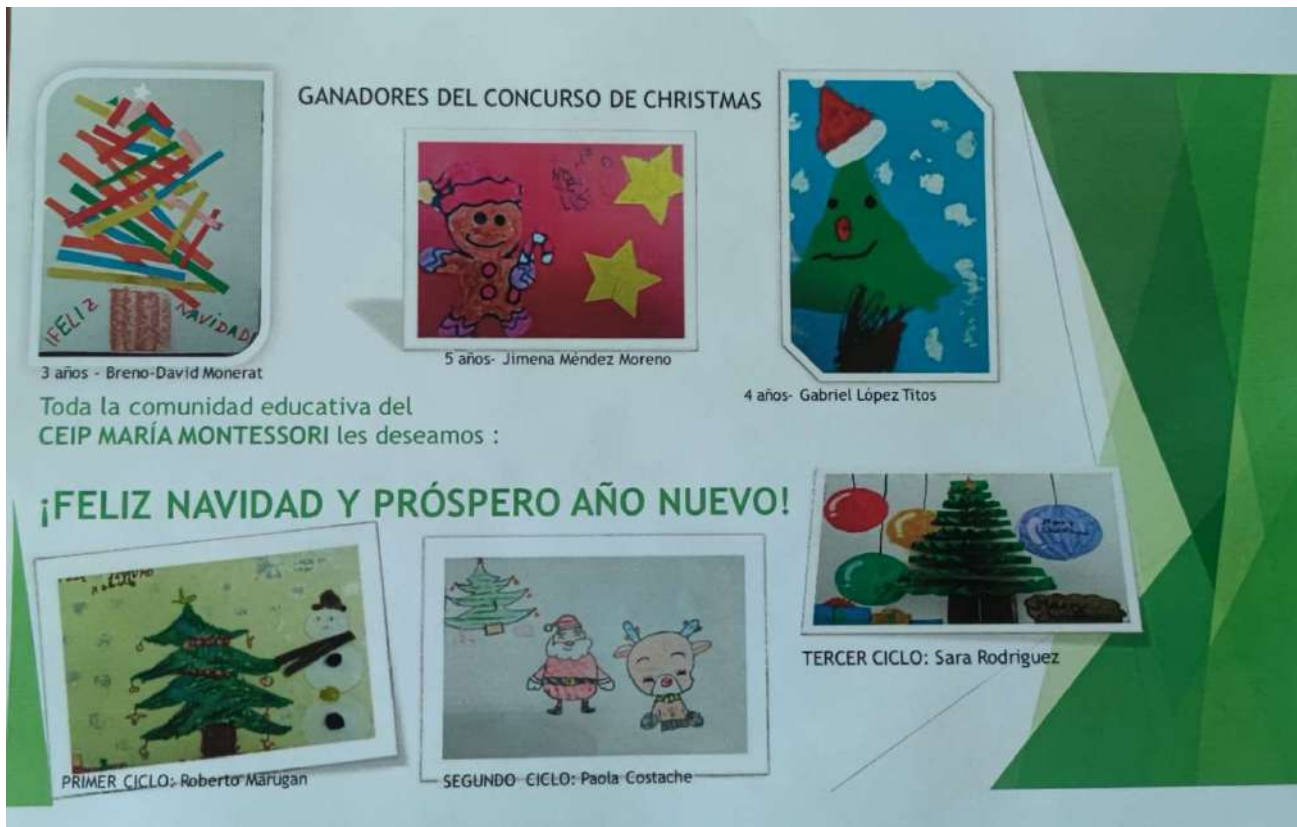 GANADORES DEL CONCURSO DE CHRISTMAS
¡FELIZ NAVIDAD!
3 años - Breno-David Monerat
5 años- Jimena Méndez Moreno
4 años- Gabriel López Titos
Toda la comunidad educativa del
CEIP MARÍA MONTESSORI les deseamos :
¡FELIZ NAVIDAD Y PRÓSPERO AÑO NUEVO!
PRIMER CICLO: Roberto Marugan
SEGUNDO CICLO: Paola Costache
TERCER CICLO: Sara Rodriguez